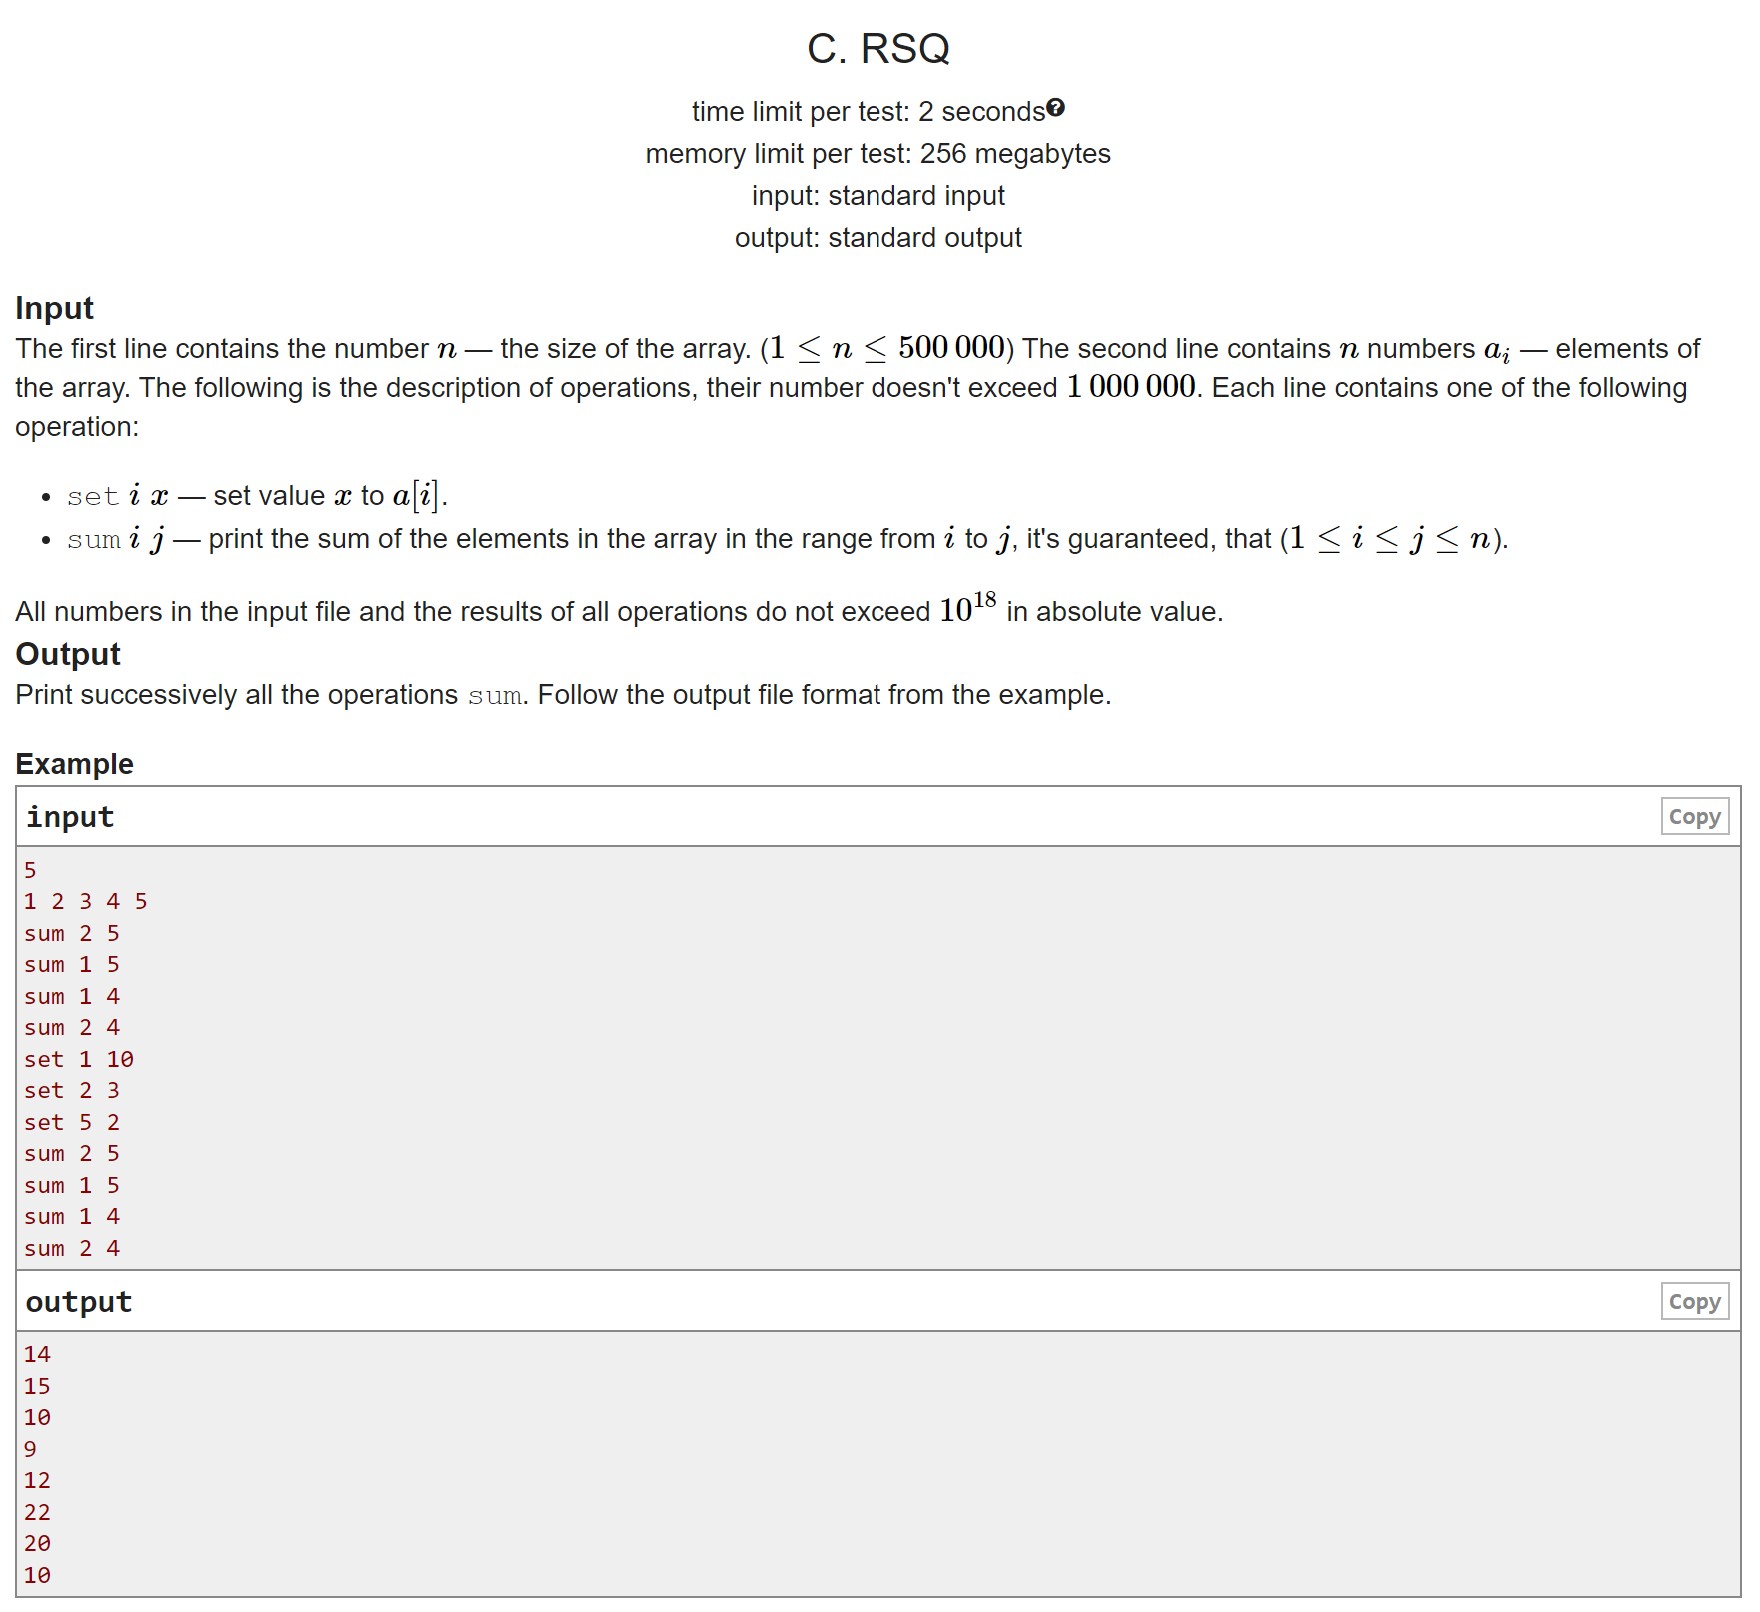 C. RSQ
time limit per test: 2 seconds
memory limit per test: 256 megabytes
input: standard input
output: standard output
Input
The first line contains the number n — the size of the array. (1 ≤ n ≤ 500 000) The second line contains n numbers a_i — elements of
the array. The following is the description of operations, their number doesn't exceed 1 000 000. Each line contains one of the following
operation:
• set i x — set value x to a[i].
• sum i j — print the sum of the elements in the array in the range from i to j, it's guaranteed, that (1 ≤ i ≤ j ≤ n).
All numbers in the input file and the results of all operations do not exceed 10^18 in absolute value.
Output
Print successively all the operations sum. Follow the output file format from the example.
Example
input Copy
5
1 2 3 4 5
sum 2 5
sum 1 5
sum 1 4
sum 2 4
set 1 10
set 2 3
set 5 2
sum 2 5
sum 1 5
sum 1 4
sum 2 4
output Copy
14
15
10
9
12
22
20
10